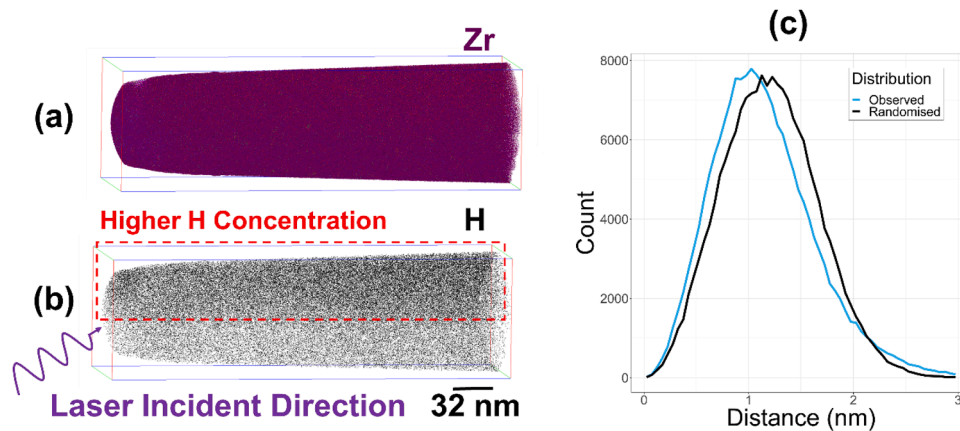 Zr
(a)
Higher H Concentration
H
(b)
Laser Incident Direction
32 nm
(c)
8000
6000
4000
2000
0
Count
Distribution
Observed
Randomised
0
1
2
3
Distance (nm)